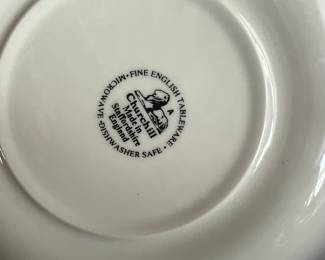 • FINE ENGLISH TABLEWARE •
MICROWAVE-DISHWASHER SAFE
A
Churchill
Made in
Staffordshire
England